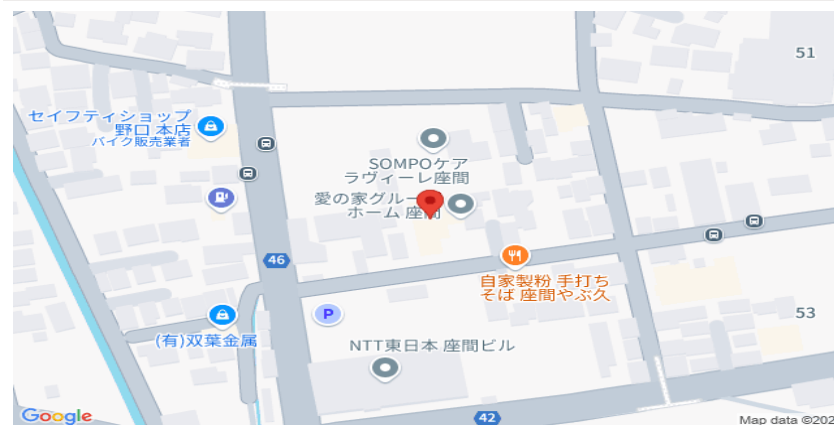 51
セイフティショップ
野口 本店
バイク販売業者
SOMPOケア
ラヴィーレ座間
愛の家グルー
ホーム 座間
46
自家製粉 手打ち
そば 座間やぶ久
P
53
(有)双葉金属
NTT東日本 座間ビル
Google
42
Map data ©202